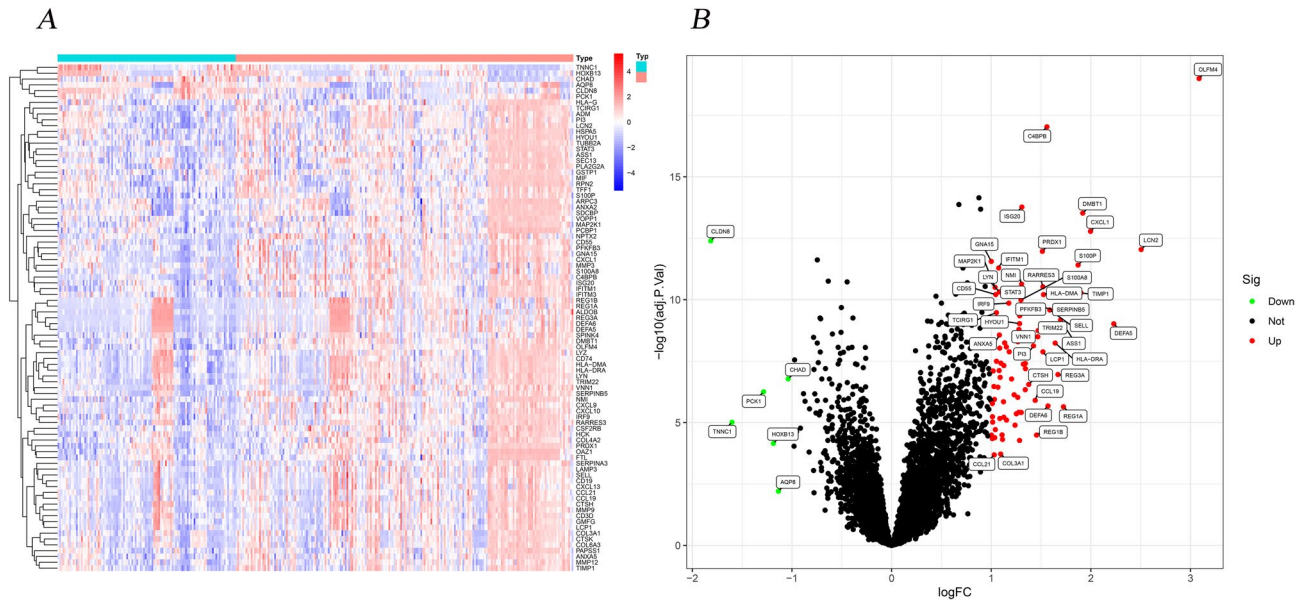 A
B
Type
TNNC1
HOXB13
CHAD
AQP8
CLDN8
PCK1
HLA-G
TCIRG1
ADM
PI3
LCN2
HSPA5
HYOU1
TUBB2A
STAT3
ASS1
SEC13
PLA2G2A
GSTP1
MIF
RPN2
TFF1
S100P
ARPC3
ANXA2
SDCBP
VOPP1
MAP2K1
PCBP1
NPTX2
CD55
PFKFB3
GNA15
CXCL1
MMP3
S100A8
C4BPB
ISG20
IFITM1
IFITM3
REG1B
REG1A
ALDOB
REG3A
DEFA6
DEFA5
SPINK4
DMBT1
OLFM4
LYZ
CD74
HLA-DMA
HLA-DRA
LYN
TRIM22
VNN1
SERPINB5
NMI
CXCL9
CXCL10
IRF9
RARRES3
CSF2RB
HCK
COL4A2
PRDX1
OAZ1
FTL
SERPINA3
LAMP3
SELL
CD19
CXCL13
CCL21
CCL19
CTSH
MMP9
CD3D
GMFG
LCP1
COL3A1
CTSK
COL6A3
PAPSS1
ANXA5
MMP12
TIMP1
4
2
0
−2
−4
Typ
−log10(adj.P.Val)
15
10
5
0
OLFM4
C4BPB
ISG20
DMBT1
CXCL1
CLDN8
LCN2
GNA15
PRDX1
MAP2K1
IFITM1
S100P
LYN
NMI
RARRES3
S100A8
CD55
STAT3
HLA-DMA
TIMP1
IRF9
PFKFB3
SERPINB5
TCIRG1
HYOU1
TRIM22
SELL
DEFA5
ANXA5
VNN1
ASS1
PI3
LCP1
HLA-DRA
CHAD
CTSH
REG3A
PCK1
CCL19
DEFA6
REG1A
TNNC1
HOXB13
REG1B
CCL21
COL3A1
AQP8
−2
−1
0
1
2
3
logFC
Sig
Down
Not
Up